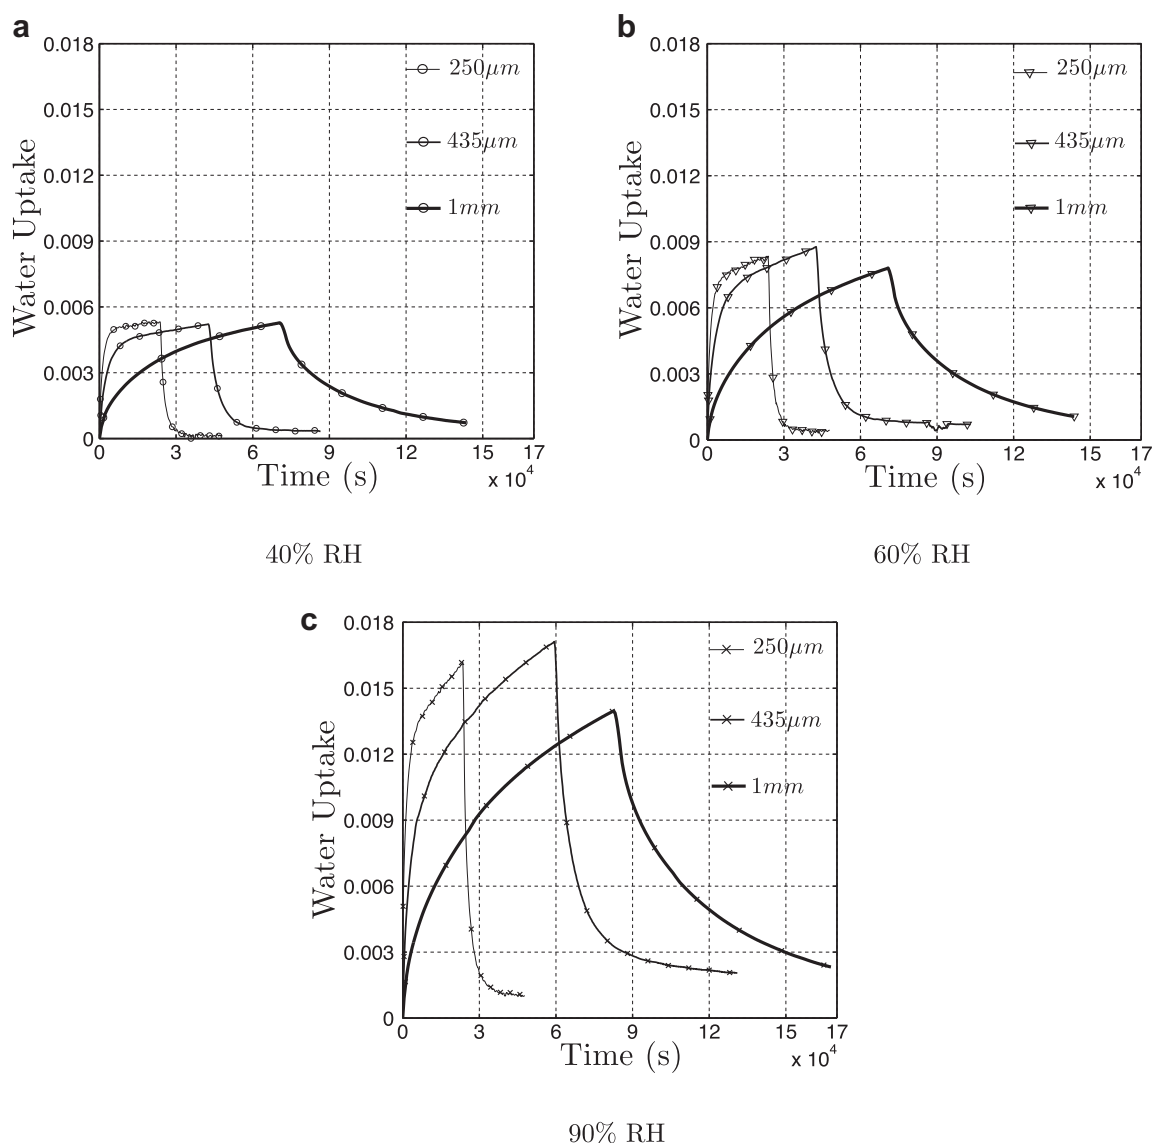 a
0.018
0.015
0.012
0.009
0.006
0.003
0
Water Uptake
250µm
435µm
1mm
0 3 6 9 12 15 17
Time (s)
x 10⁴
40% RH
b
0.018
0.015
0.012
0.009
0.006
0.003
0
Water Uptake
250µm
435µm
1mm
0 3 6 9 12 15 17
Time (s)
x 10⁴
60% RH
c
0.018
0.015
0.012
0.009
0.006
0.003
0
Water Uptake
250µm
435µm
1mm
0 3 6 9 12 15 17
Time (s)
x 10⁴
90% RH